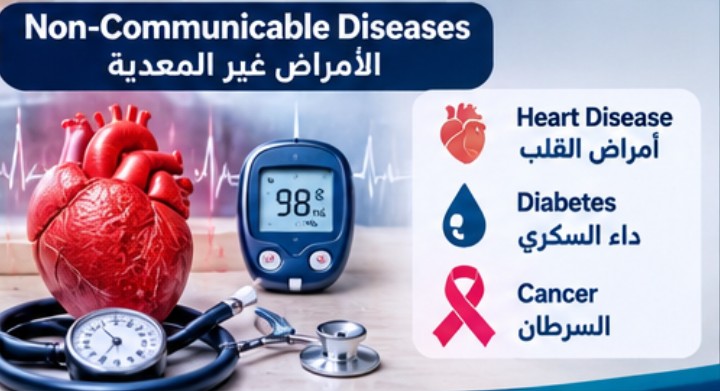 Non-Communicable Diseases
الأمراض غير المعدية
98
Heart Disease
أمراض القلب
Diabetes
داء السكري
Cancer
السرطان